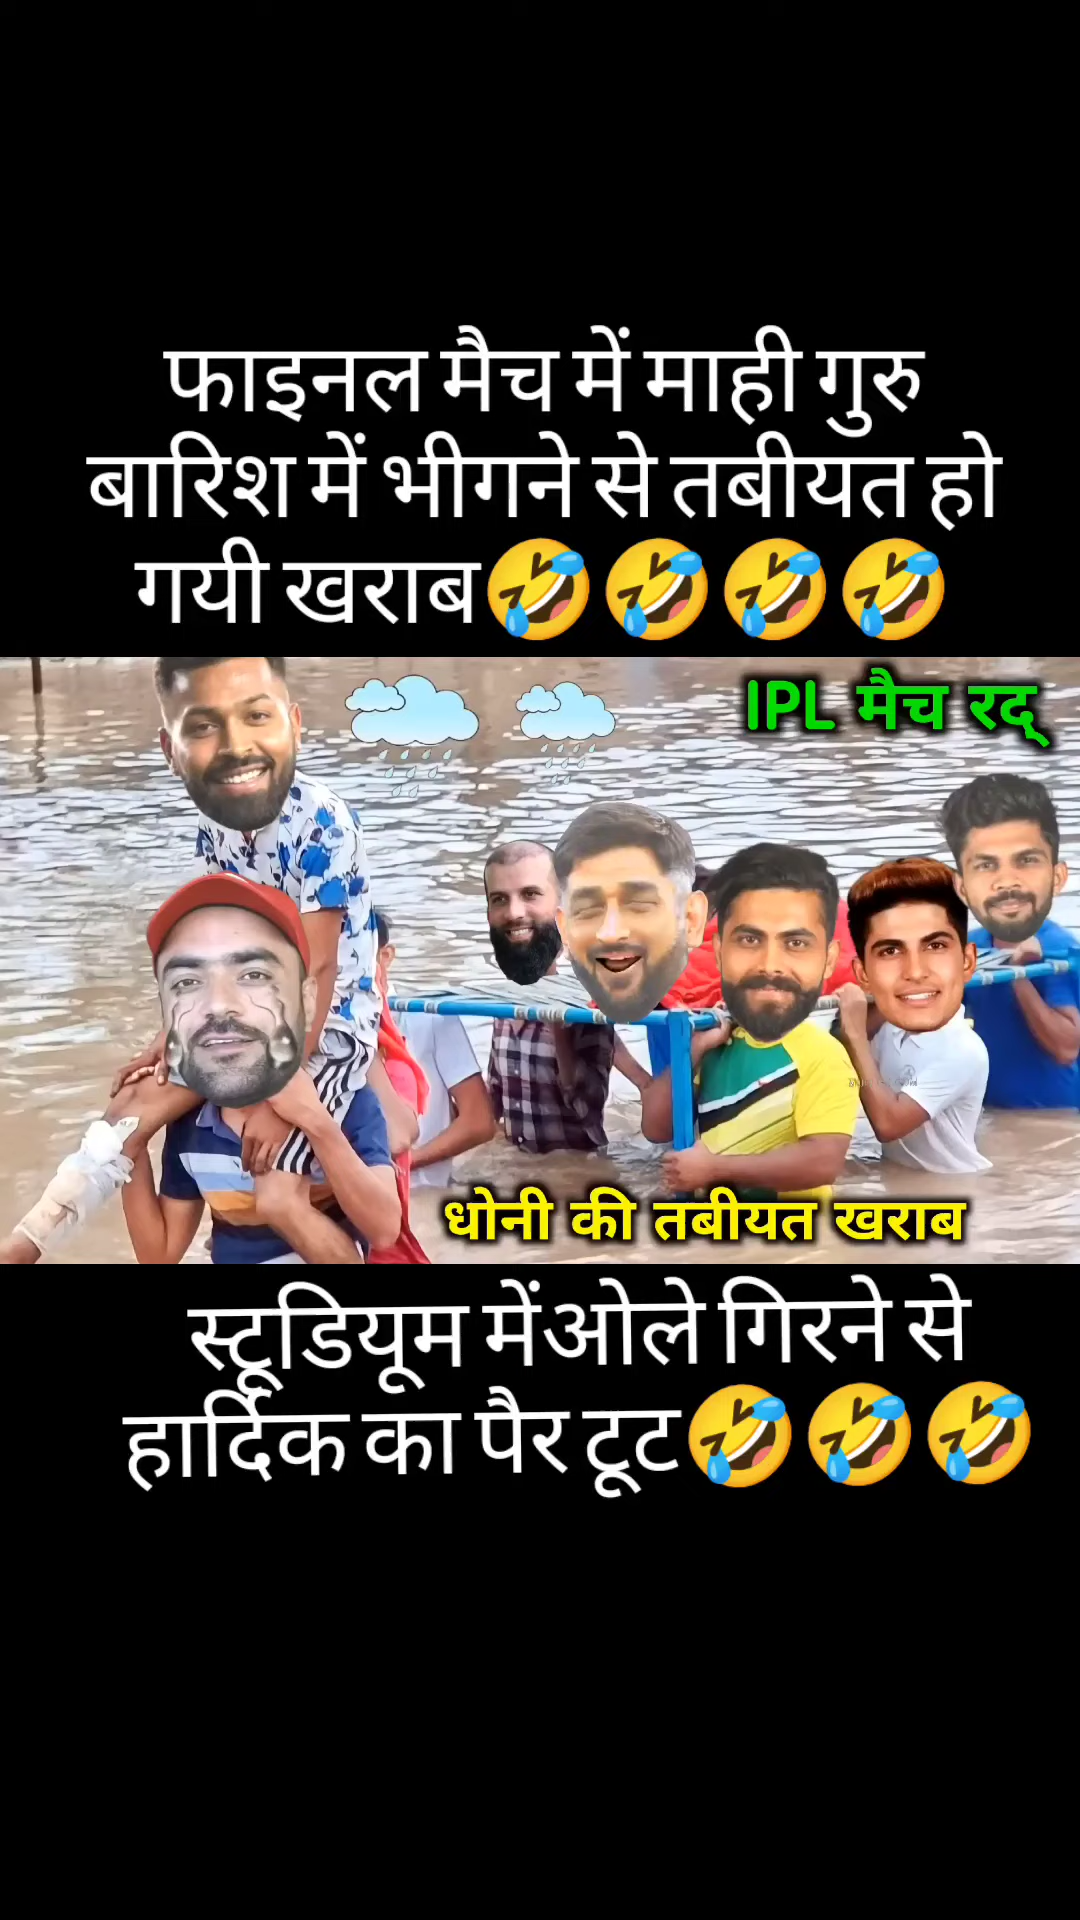 फाइनल मैच में माही गुरु
बारिश में भीगने से तबीयत हो
गयी खराब🤣🤣🤣🤣
IPL मैच रद्
धोनी की तबीयत खराब
स्टूडियूम मेंओले गिरने से
हार्दिक का पैर टूट🤣🤣🤣